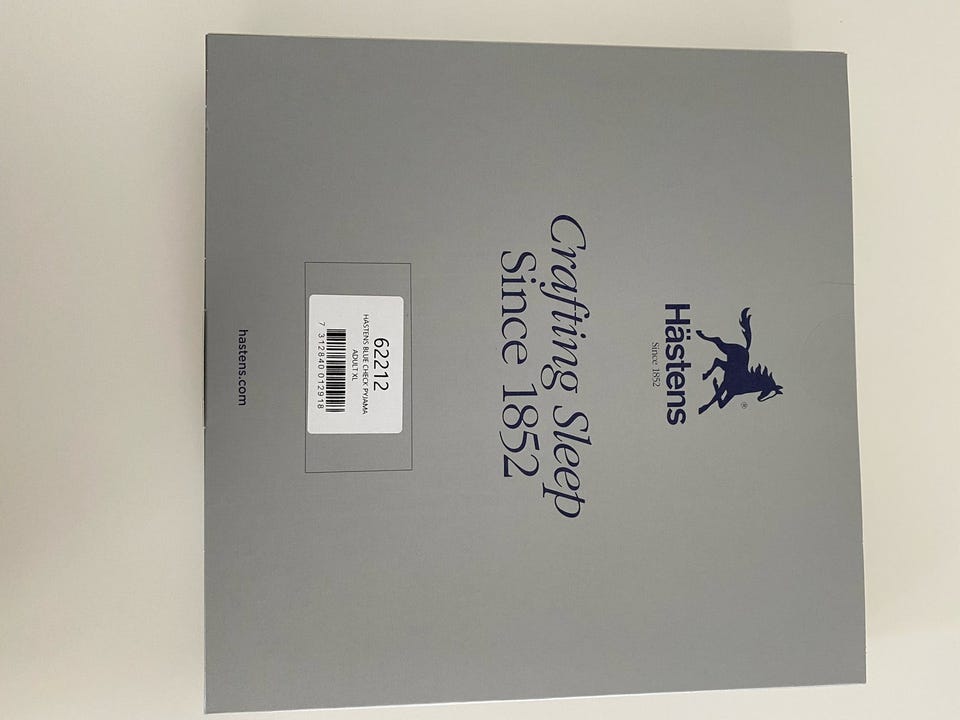 ®
Hästens
Since 1852
Crafting Sleep
Since 1852
62212
HÄSTENS BLUE CHECK PYJAMA
ADULT XL
7 312840 012918
hastens.com